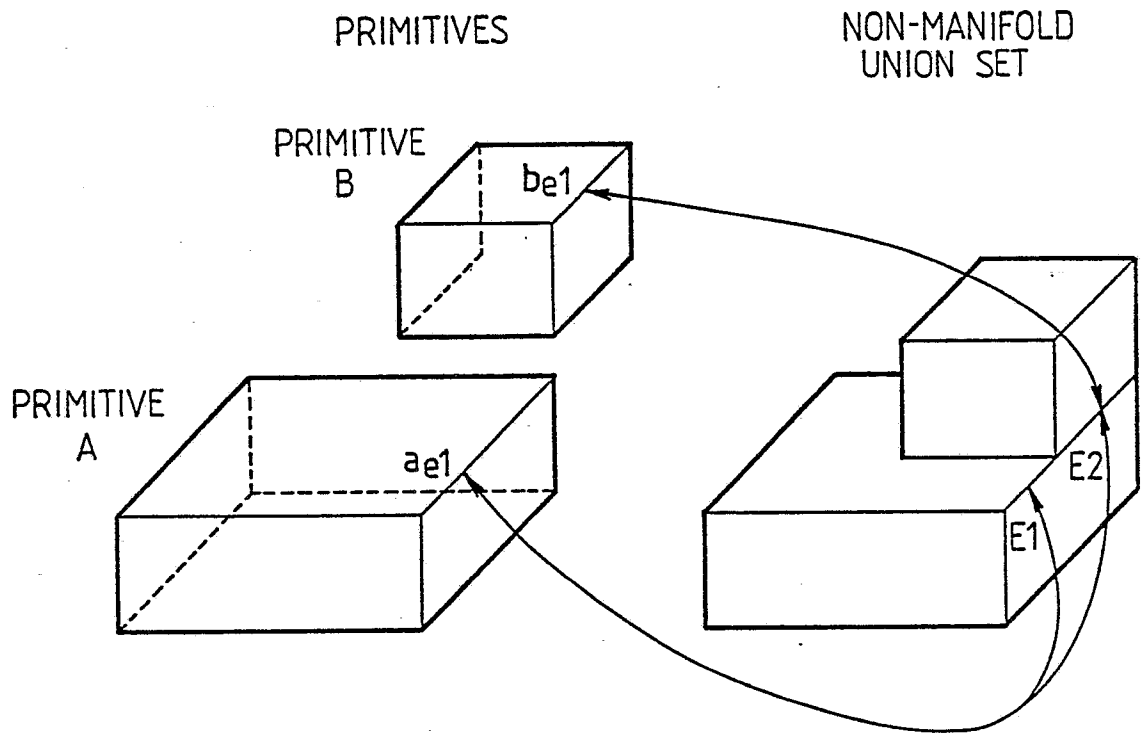 PRIMITIVES
NON-MANIFOLD
UNION SET
PRIMITIVE
B
be1
PRIMITIVE
A
ae1
E2
E1